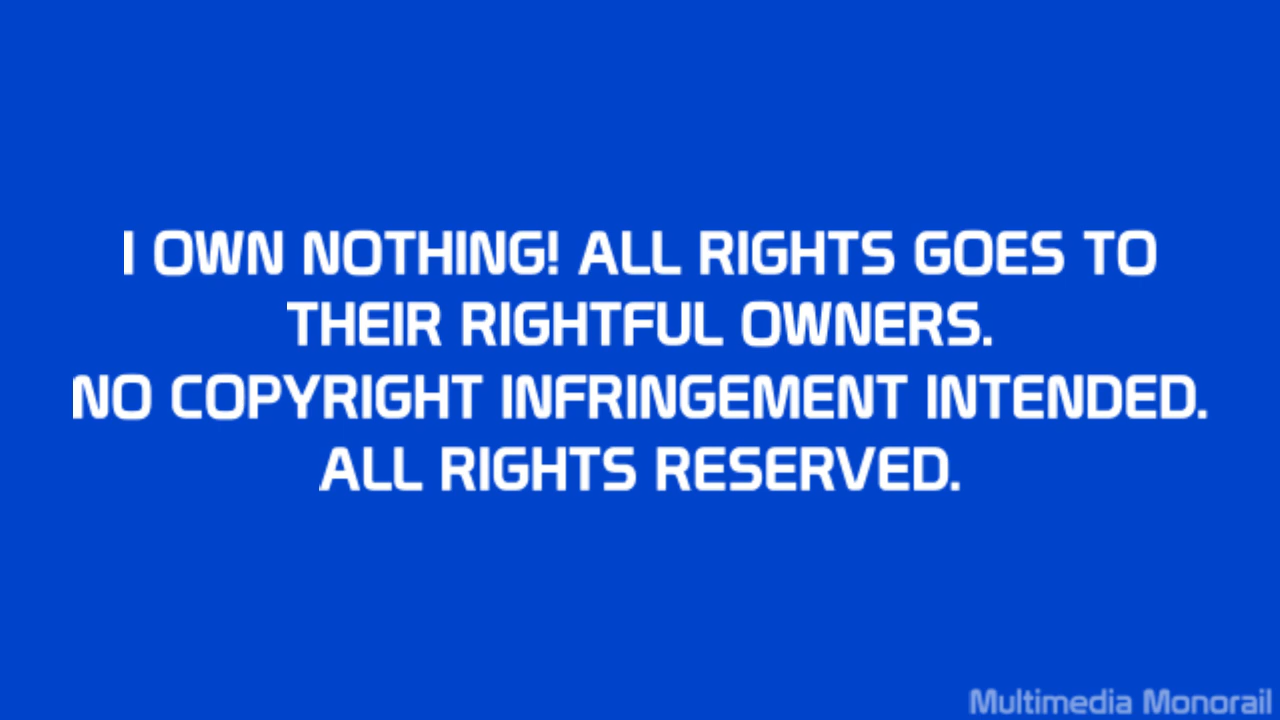 I OWN NOTHING! ALL RIGHTS GOES TO
THEIR RIGHTFUL OWNERS.
NO COPYRIGHT INFRINGEMENT INTENDED.
ALL RIGHTS RESERVED.
Multimedia Monorail